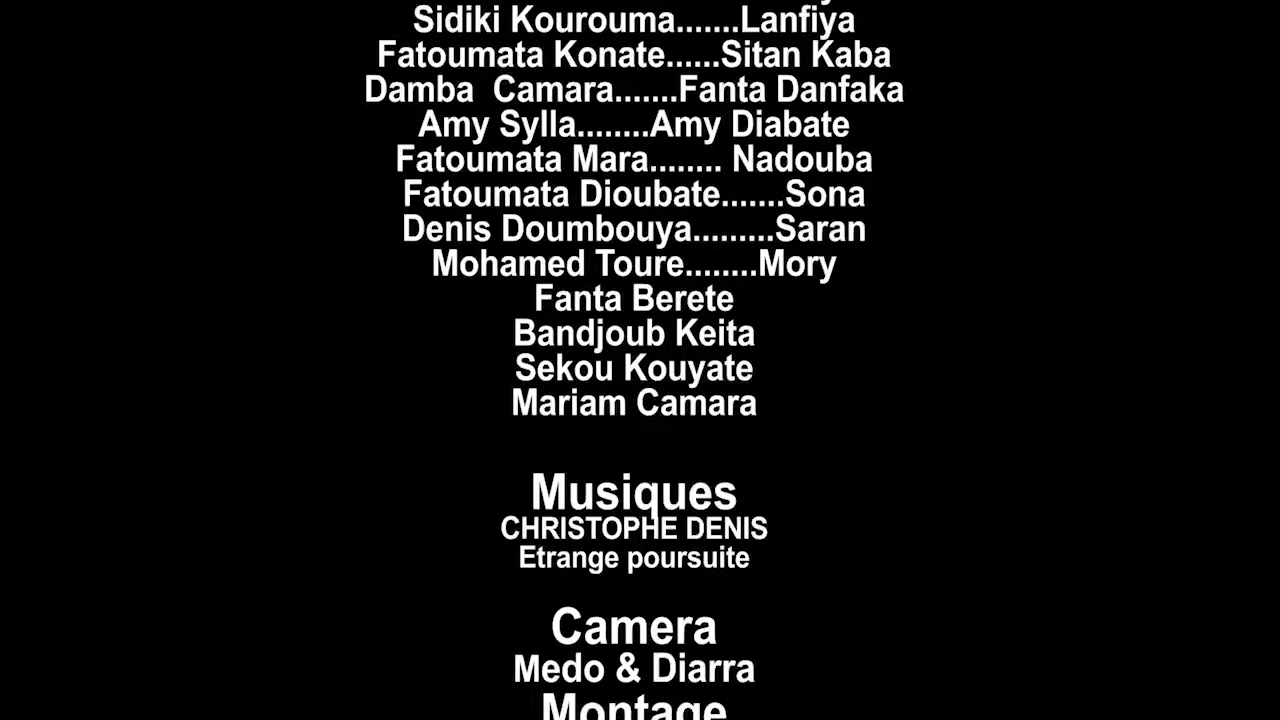 Sidiki Kourouma.......Lanfiya
Fatoumata Konate......Sitan Kaba
Damba  Camara.......Fanta Danfaka
Amy Sylla........Amy Diabate
Fatoumata Mara........ Nadouba
Fatoumata Dioubate.......Sona
Denis Doumbouya.........Saran
Mohamed Toure........Mory
Fanta Berete
Bandjoub Keita
Sekou Kouyate
Mariam Camara
Musiques
CHRISTOPHE DENIS
Etrange poursuite
Camera
Medo & Diarra
Montage